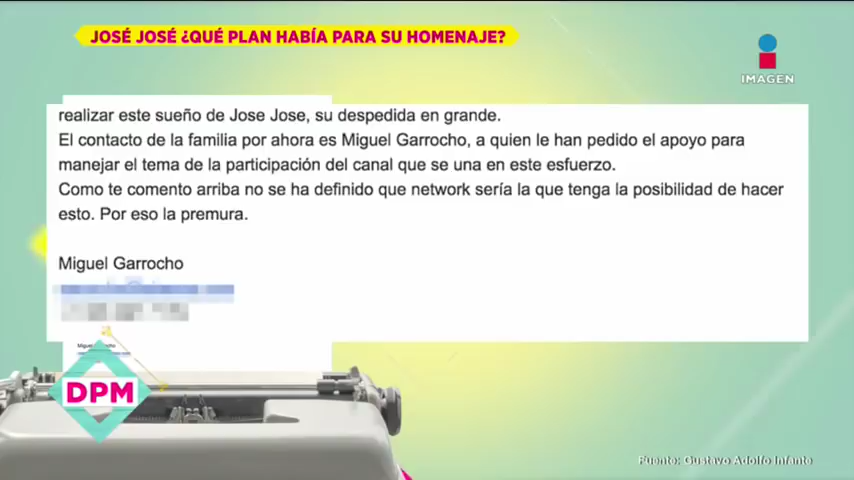 JOSÉ JOSÉ ¿QUÉ PLAN HABÍA PARA SU HOMENAJE?
IMAGEN
realizar este sueño de Jose Jose, su despedida en grande.
El contacto de la familia por ahora es Miguel Garrocho, a quien le han pedido el apoyo para
manejar el tema de la participación del canal que se una en este esfuerzo.
Como te comento arriba no se ha definido que network sería la que tenga la posibilidad de hacer
esto. Por eso la premura.
Miguel Garrocho
DPM
Fuente: Gustavo Adolfo Infante